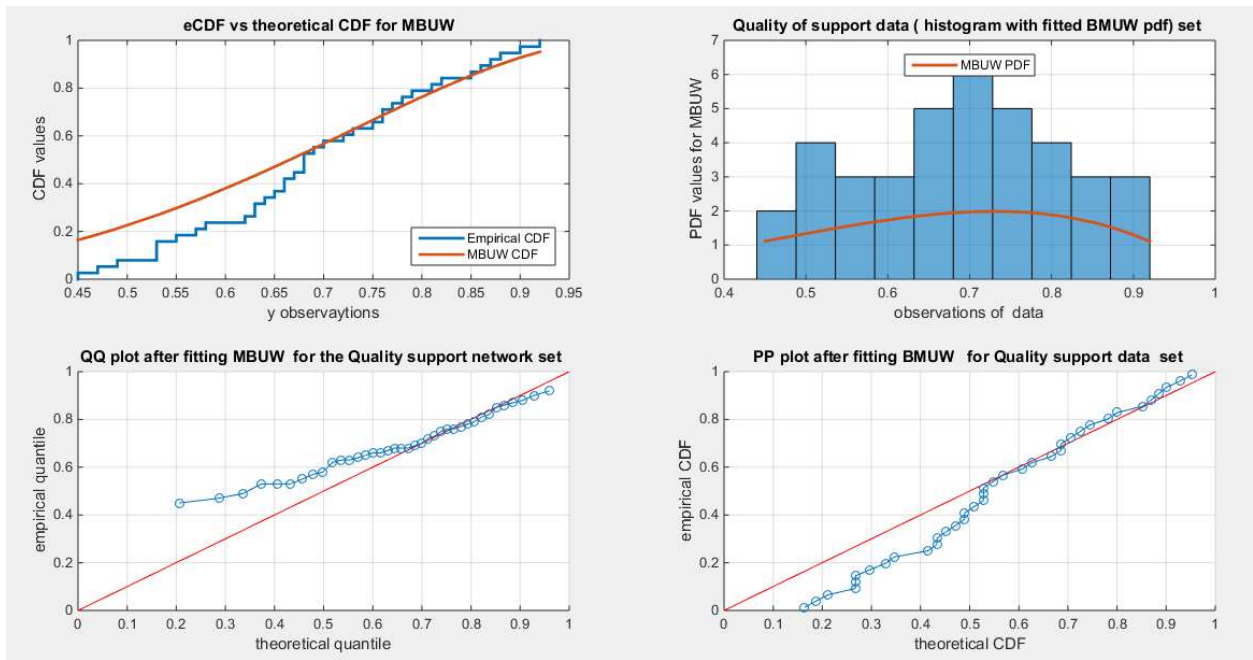 eCDF vs theoretical CDF for MBUW
1
0.8
0.6
0.4
0.2
0
CDF values
Empirical CDF
MBUW CDF
0.45 0.5 0.55 0.6 0.65 0.7 0.75 0.8 0.85 0.9 0.95
y observaytions
Quality of support data ( histogram with fitted BMUW pdf) set
7
6
5
4
3
2
1
0
PDF values for MBUW
MBUW PDF
0.4 0.5 0.6 0.7 0.8 0.9 1
observations of data
QQ plot after fitting MBUW for the Quality support network set
1
0.8
0.6
0.4
0.2
0
empirical quantile
0 0.1 0.2 0.3 0.4 0.5 0.6 0.7 0.8 0.9 1
theoretical quantile
PP plot after fitting BMUW for Quality support data set
1
0.8
0.6
0.4
0.2
0
empirical CDF
0 0.1 0.2 0.3 0.4 0.5 0.6 0.7 0.8 0.9 1
theoretical CDF